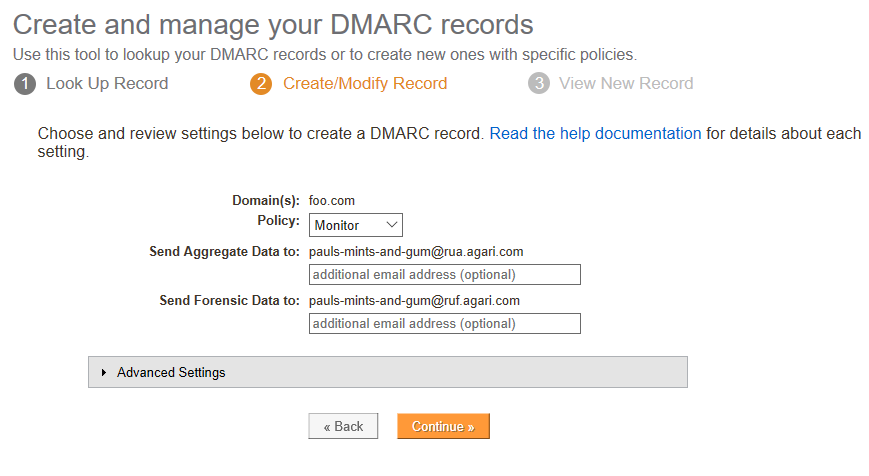 Create and manage your DMARC records
Use this tool to lookup your DMARC records or to create new ones with specific policies.
1 Look Up Record 2 Create/Modify Record 3 View New Record
Choose and review settings below to create a DMARC record. Read the help documentation for details about each
setting.
Domain(s): foo.com
Policy: Monitor
Send Aggregate Data to: pauls-mints-and-gum@rua.agari.com
additional email address (optional)
Send Forensic Data to: pauls-mints-and-gum@ruf.agari.com
additional email address (optional)
Advanced Settings
« Back Continue »